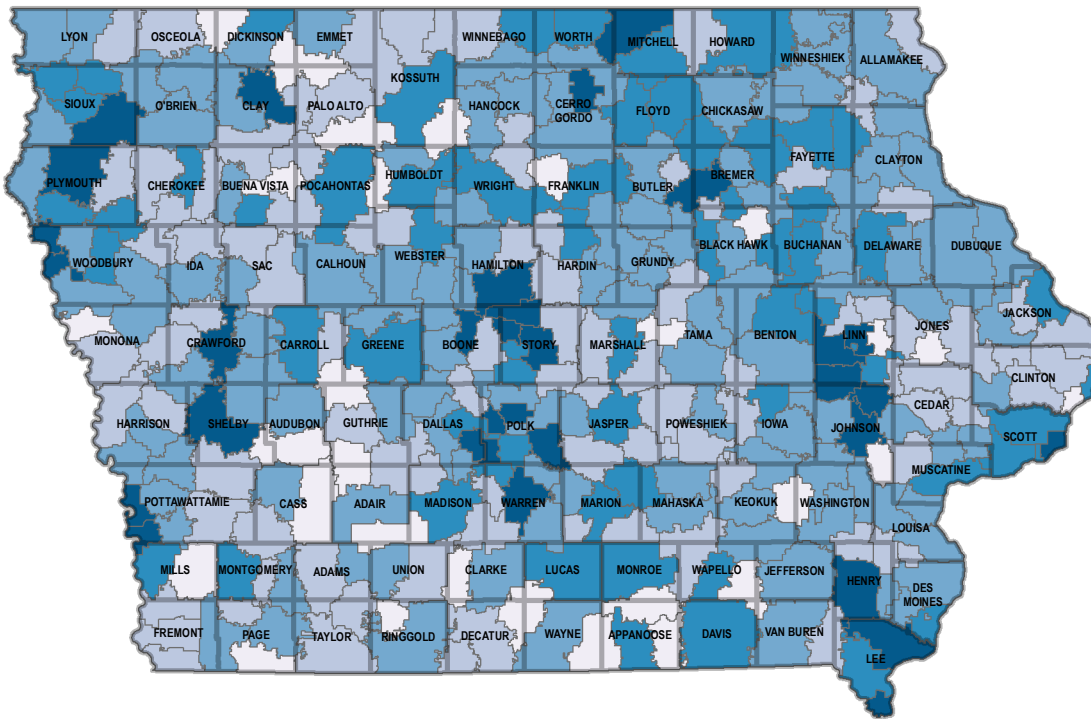 LYON
OSCEOLA
DICKINSON
EMMET
WINNEBAGO
WORTH
MITCHELL
HOWARD
WINNESHIEK
ALLAMAKEE
KOSSUTH
SIOUX
O'BRIEN
CLAY
PALO ALTO
HANCOCK
CERRO
GORDO
FLOYD
CHICKASAW
FAYETTE
CLAYTON
PLYMOUTH
CHEROKEE
BUENA VISTA
POCAHONTAS
HUMBOLDT
WRIGHT
FRANKLIN
BUTLER
BREMER
WOODBURY
IDA
SAC
CALHOUN
WEBSTER
HAMILTON
HARDIN
GRUNDY
BLACK HAWK
BUCHANAN
DELAWARE
DUBUQUE
MONONA
CRAWFORD
CARROLL
GREENE
BOONE
STORY
MARSHALL
TAMA
BENTON
LINN
JONES
JACKSON
CLINTON
HARRISON
SHELBY
AUDUBON
GUTHRIE
DALLAS
POLK
JASPER
POWESHIEK
IOWA
JOHNSON
CEDAR
SCOTT
MUSCATINE
POTTAWATTAMIE
CASS
ADAIR
MADISON
WARREN
MARION
MAHASKA
KEOKUK
WASHINGTON
LOUISA
MILLS
MONTGOMERY
ADAMS
UNION
CLARKE
LUCAS
MONROE
WAPELLO
JEFFERSON
HENRY
DES
MOINES
FREMONT
PAGE
TAYLOR
RINGGOLD
DECATUR
WAYNE
APPANOOSE
DAVIS
VAN BUREN
LEE